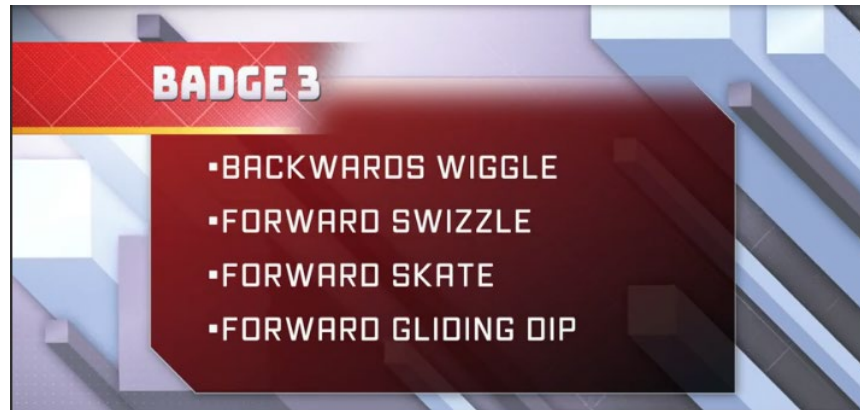 BADGE 3
▪BACKWARDS WIGGLE
▪FORWARD SWIZZLE
▪FORWARD SKATE
▪FORWARD GLIDING DIP